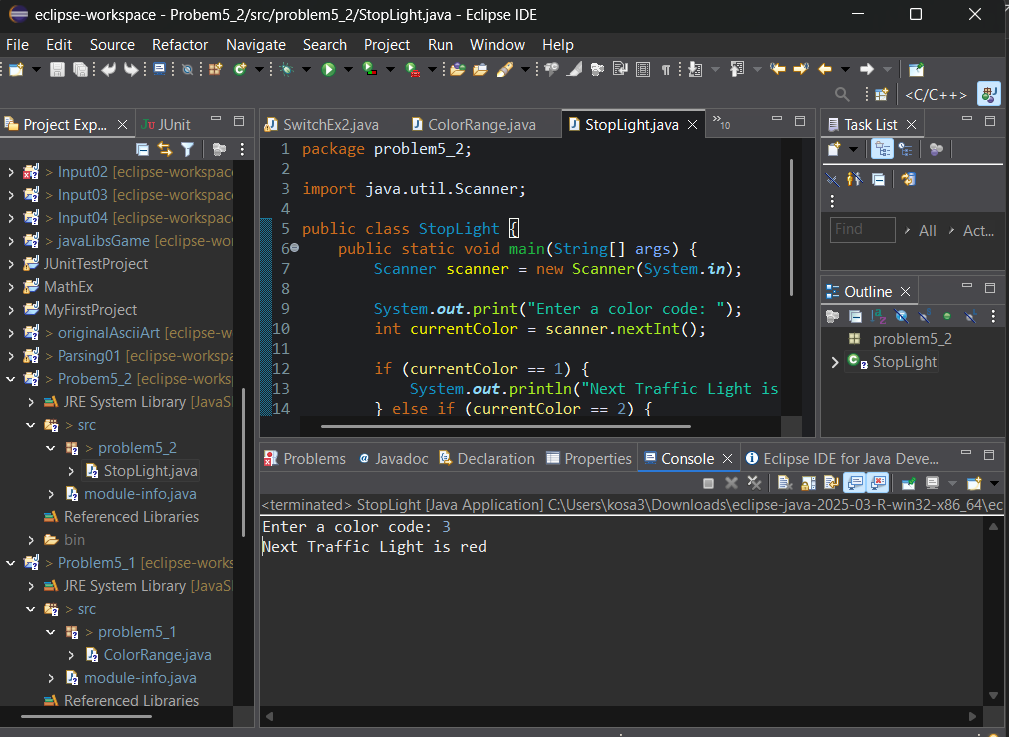 eclipse-workspace - Probem5_2/src/problem5_2/StopLight.java - Eclipse IDE
File Edit Source Refactor Navigate Search Project Run Window Help
<C/C++>
Project Exp...
JUnit
> Input02 [eclipse-workspac
> Input03 [eclipse-workspac
> Input04 [eclipse-workspac
> javaLibsGame [eclipse-wor
JUnitTestProject
MathEx
MyFirstProject
> originalAsciiArt [eclipse-w
> Parsing01 [eclipse-workspa
> Probem5_2 [eclipse-works
JRE System Library [JavaS
> src
> problem5_2
StopLight.java
module-info.java
Referenced Libraries
> bin
> Problem5_1 [eclipse-works
JRE System Library [JavaS
> src
> problem5_1
ColorRange.java
module-info.java
Referenced Libraries
SwitchEx2.java ColorRange.java StopLight.java »10
1 package problem5_2;
2
3 import java.util.Scanner;
4
5 public class StopLight {
6 public static void main(String[] args) {
7 Scanner scanner = new Scanner(System.in);
8
9 System.out.print("Enter a color code: ");
10 int currentColor = scanner.nextInt();
11
12 if (currentColor == 1) {
13 System.out.println("Next Traffic Light is
14 } else if (currentColor == 2) {
Task List
Find All Act...
Outline
problem5_2
StopLight
Problems Javadoc Declaration Properties Console Eclipse IDE for Java Deve...
<terminated> StopLight [Java Application] C:\Users\kosa3\Downloads\eclipse-java-2025-03-R-win32-x86_64\ec
Enter a color code: 3
Next Traffic Light is red